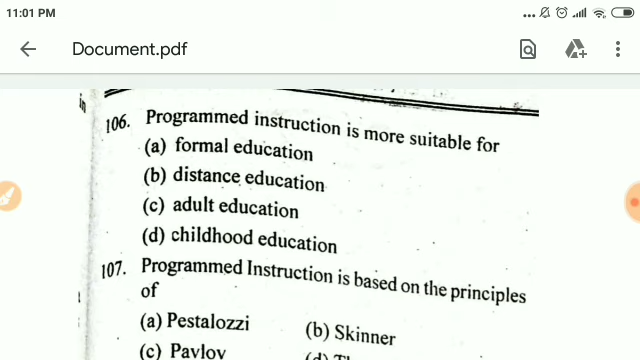 11:01 PM
Document.pdf
in
106. Programmed instruction is more suitable for
(a) formal education
(b) distance education
(c) adult education
(d) childhood education
107. Programmed Instruction is based on the principles
of
(a) Pestalozzi (b) Skinner
(c) Pavlov (d)